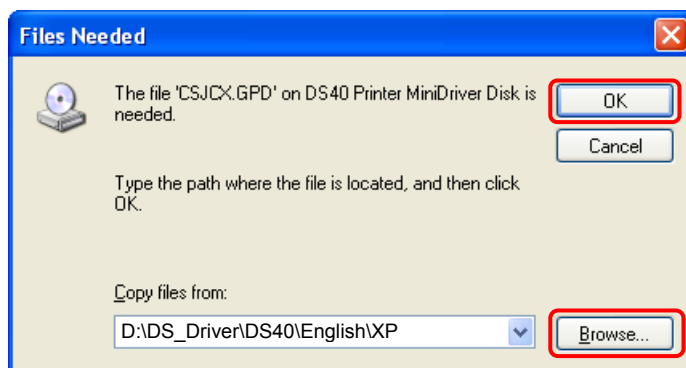 Files Needed
The file 'CSJCX.GPD' on DS40 Printer MiniDriver Disk is
needed.
OK
Cancel
Type the path where the file is located, and then click
OK.
Copy files from:
D:\DS_Driver\DS40\English\XP
Browse...